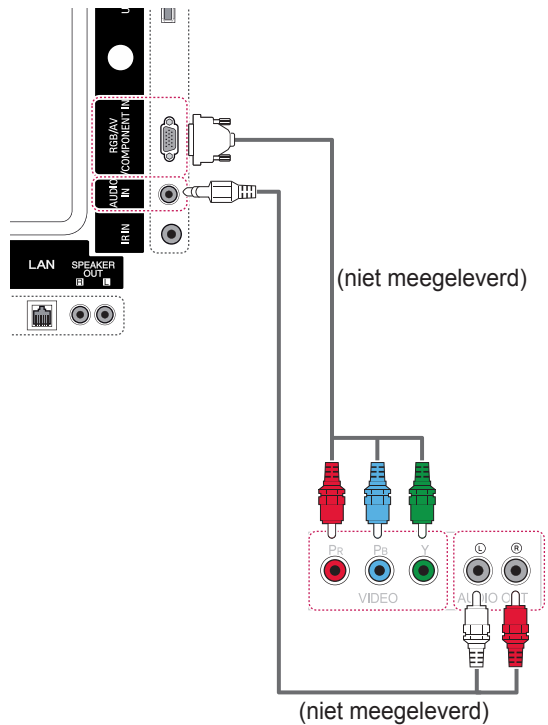 RGB/AV
/COMPONENT IN
AUDIO
IN
IR IN
LAN
SPEAKER
OUT
R L
(niet meegeleverd)
PR PB Y
VIDEO
L R
AUDIO OUT
(niet meegeleverd)